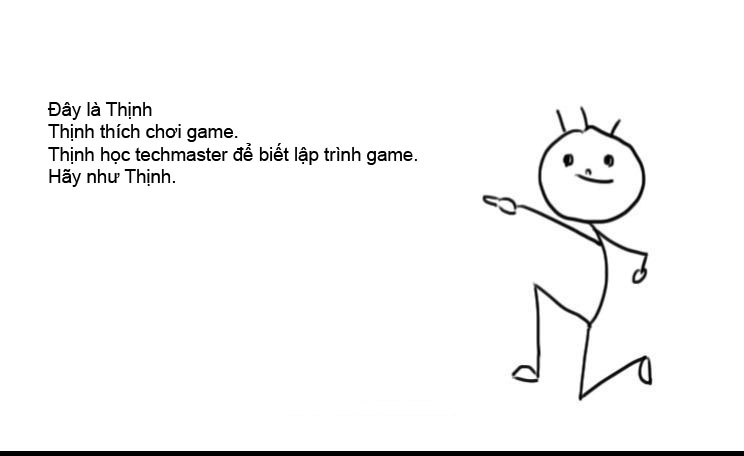 Đây là Thịnh
Thịnh thích chơi game.
Thịnh học techmaster để biết lập trình game.
Hãy như Thịnh.